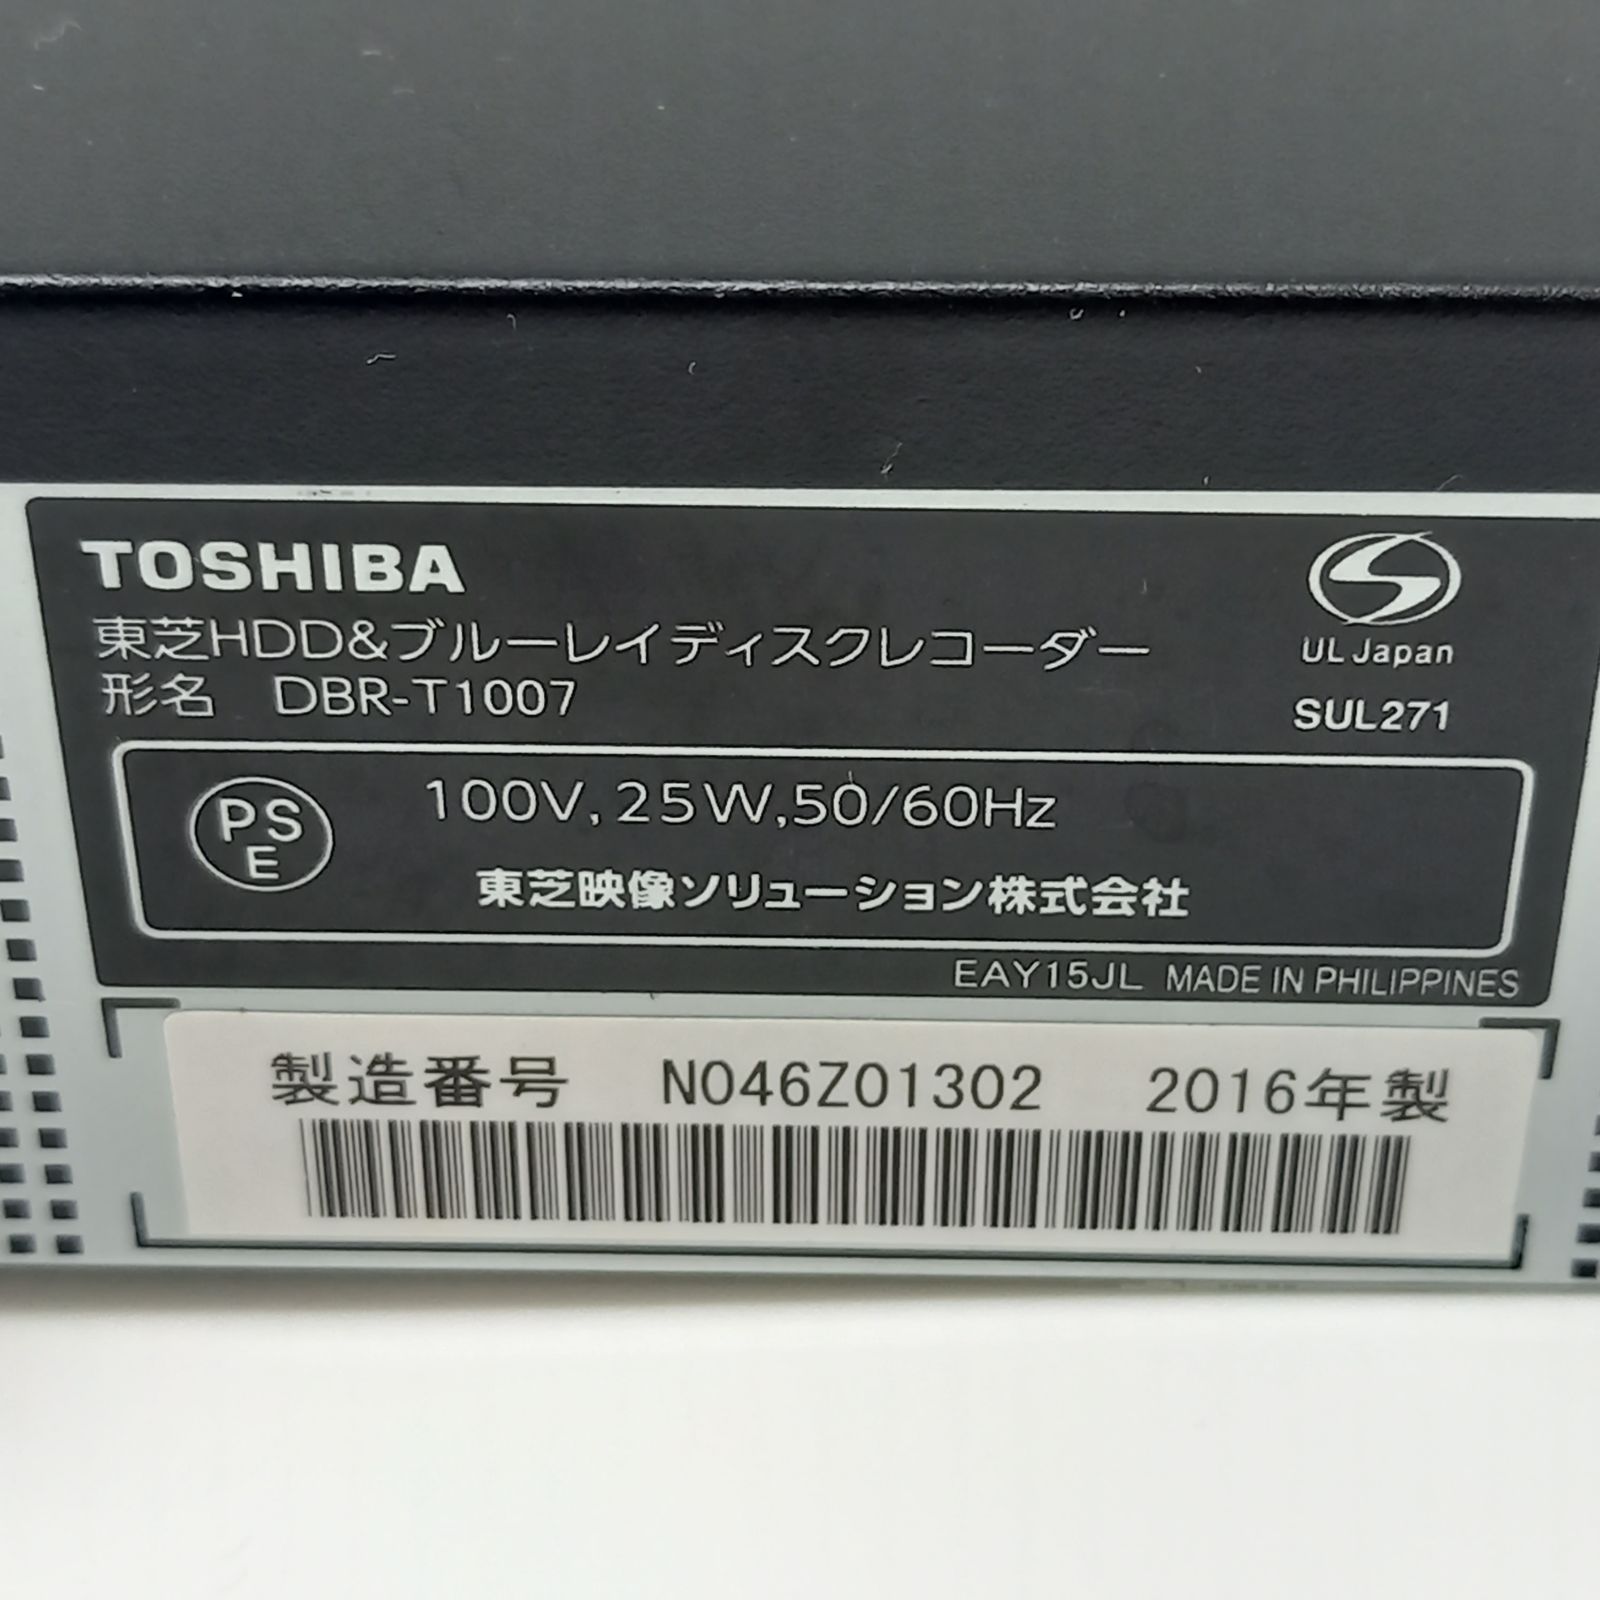 TOSHIBA
東芝HDD&ブルーレイディスクレコーダー
形名 DBR-T1007
UL Japan
SUL271
PS
E
100V, 25W, 50/60Hz
東芝映像ソリューション株式会社
EAY15JL MADE IN PHILIPPINES
製造番号 N046Z01302 2016年製